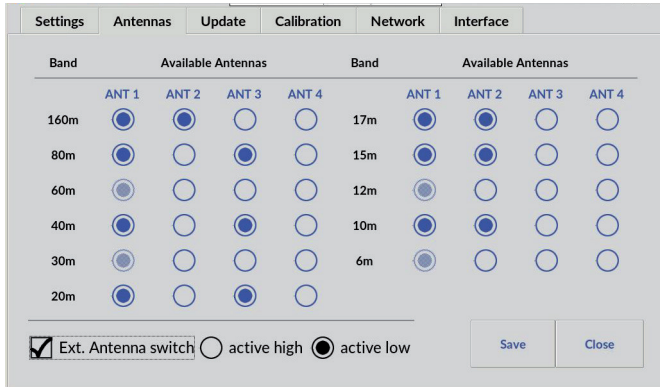 Settings Antennas Update Calibration Network Interface
Band Available Antennas Band Available Antennas
ANT 1 ANT 2 ANT 3 ANT 4 ANT 1 ANT 2 ANT 3 ANT 4
160m 17m
80m 15m
60m 12m
40m 10m
30m 6m
20m
Ext. Antenna switch active high active low Save Close